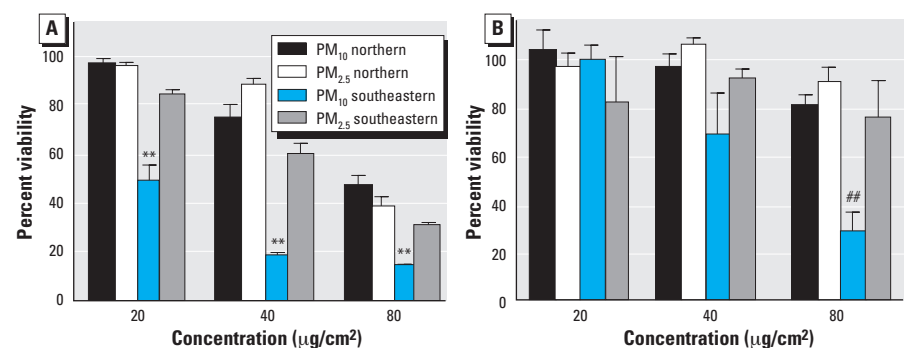 A
PM10 northern
PM2.5 northern
PM10 southeastern
PM2.5 southeastern
Percent viability
100
80
60
40
20
0
**
**
**
20
40
80
Concentration (μg/cm²)
B
Percent viability
100
80
60
40
20
0
##
20
40
80
Concentration (μg/cm²)